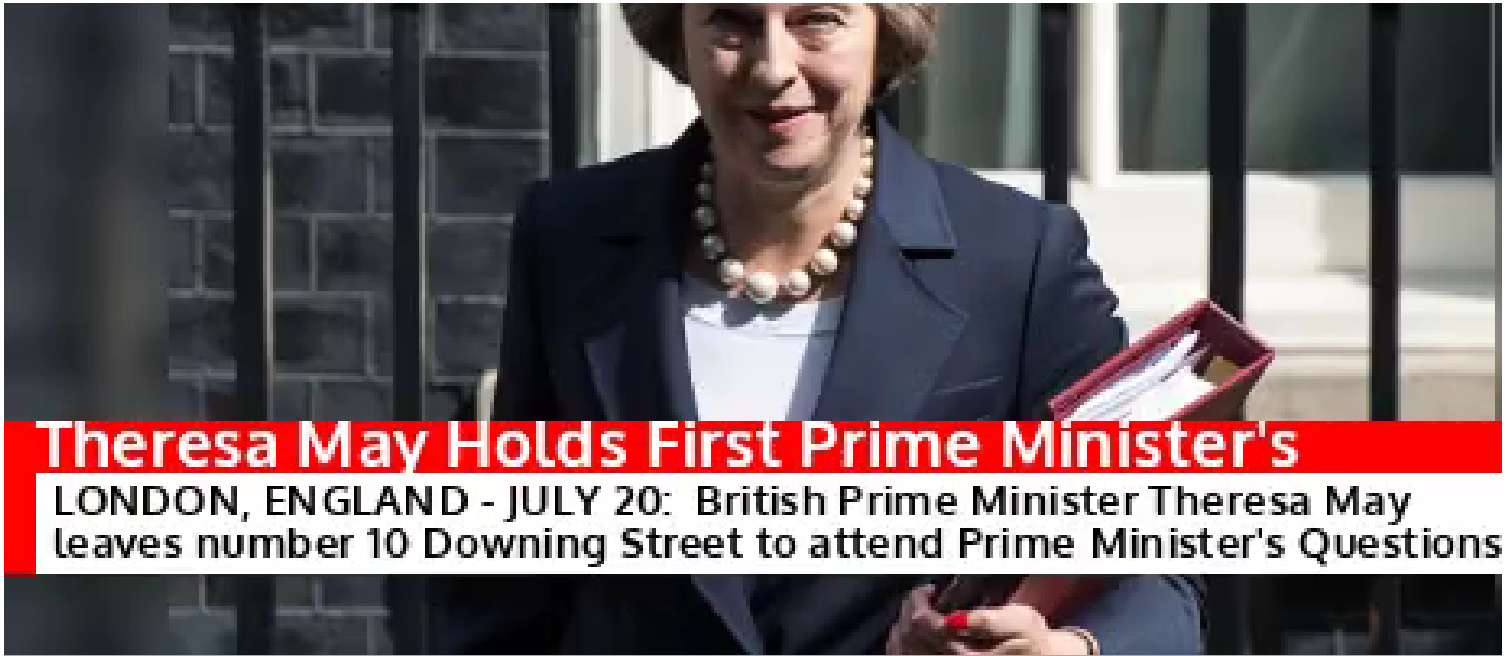 Theresa May Holds First Prime Minister's
LONDON, ENGLAND - JULY 20:  British Prime Minister Theresa May
leaves number 10 Downing Street to attend Prime Minister's Questions